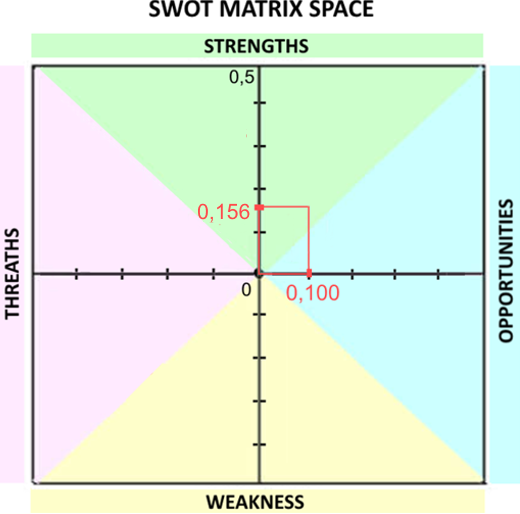 SWOT MATRIX SPACE
STRENGTHS
0,5
THREATHS
0,156
0
0,100
OPPORTUNITIES
WEAKNESS